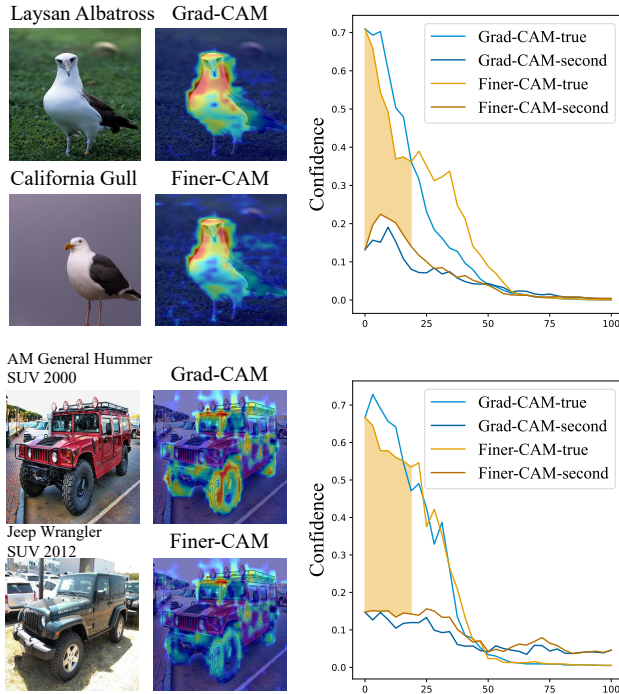 Laysan Albatross
Grad-CAM
California Gull
Finer-CAM
Confidence
0.7
0.6
0.5
0.4
0.3
0.2
0.1
0.0
Grad-CAM-true
Grad-CAM-second
Finer-CAM-true
Finer-CAM-second
0
25
50
75
100
AM General Hummer
SUV 2000
Grad-CAM
Jeep Wrangler
SUV 2012
Finer-CAM
RUBICON
Confidence
0.7
0.6
0.5
0.4
0.3
0.2
0.1
0.0
Grad-CAM-true
Grad-CAM-second
Finer-CAM-true
Finer-CAM-second
0
25
50
75
100